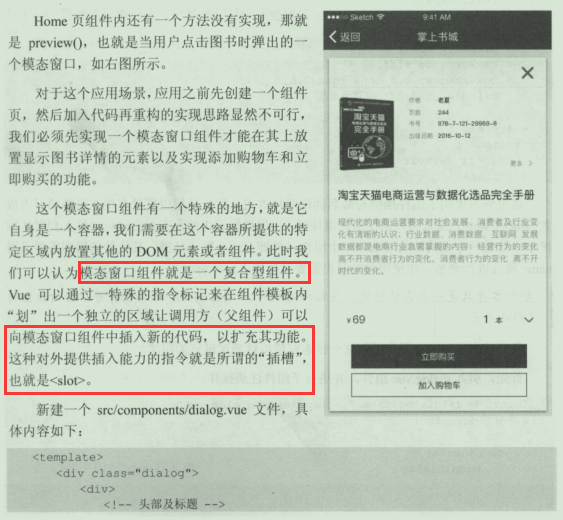 Home 页组件内还有一个方法没有实现，那就
是 preview()，也就是当用户点击图书时弹出的一
个模态窗口，如右图所示。
对于这个应用场景，应用之前先创建一个组件
页，然后加入代码再重构的实现思路显然不可行，
我们必须先实现一个模态窗口组件才能在其上放
置显示图书详情的元素以及实现添加购物车和立
即购买的功能。
这个模态窗口组件有一个特殊的地方，就是它
自身是一个容器，我们需要在这个容器所提供的特
定区域内放置其他的 DOM 元素或者组件。此时我
们可以认为模态窗口组件就是一个复合型组件。
Vue 可以通过一特殊的指令标记来在组件模板内
“划”出一个独立的区域让调用方（父组件）可以
向模态窗口组件中插入新的代码，以扩充其功能。
这种对外提供插入能力的指令就是所谓的“插槽”，
也就是<slot>。
新建一个 src/components/dialog.vue 文件，具
体内容如下：
<template>
<div class="dialog">
<div>
<!-- 头部及标题 -->
Sketch
9:41 AM
返回
掌上书城
淘宝天猫
电商运营与数据化选品
完全手册
作者 老夏
页数 244
书号 978-7-121-29969-8
出版日期 2016-10-12
更多
淘宝天猫电商运营与数据化选品完全手册
现代化的电商运营要求对社会发展、消费者及行业变
化有清晰的认识，行业数据、消费数据、互联网 发展
数据都要电商行业急需掌握的内容；经营行为的变化
离不开消费者行为的变化、消费者行为的变化 离不开
时代的变化。
¥69
1 本
立即购买
加入购物车